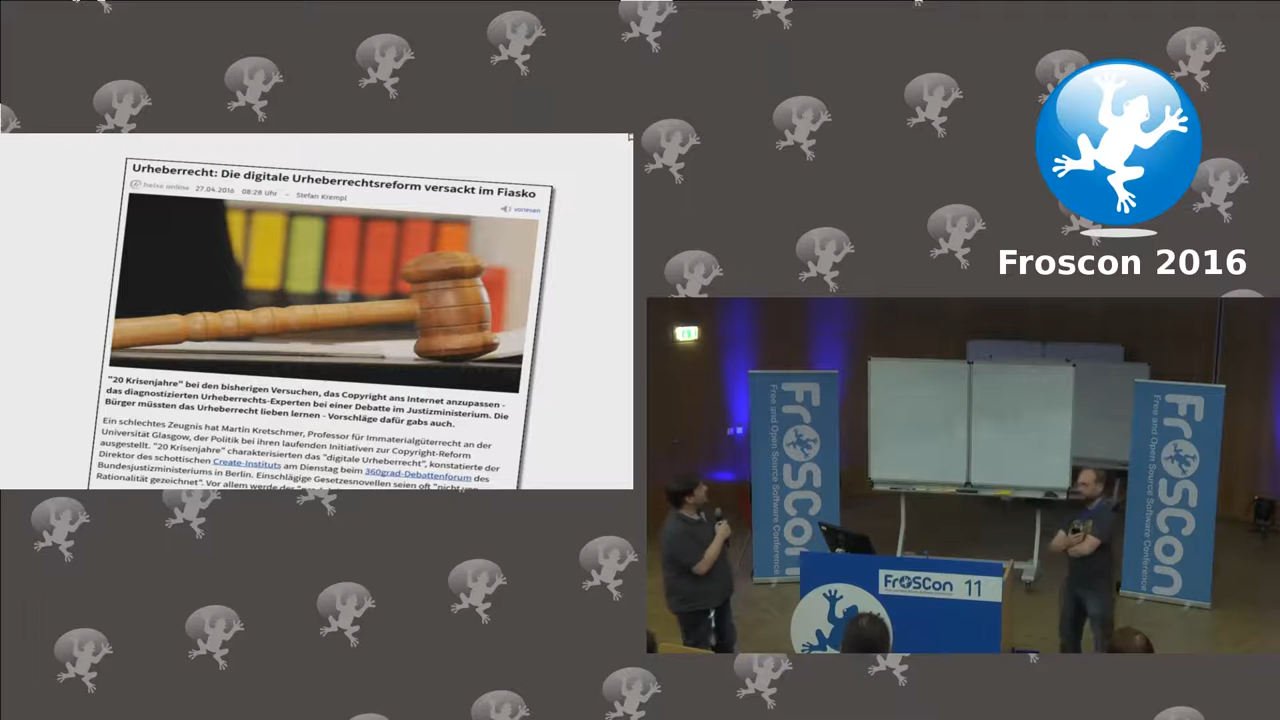 Urheberrecht: Die digitale Urheberrechtsreform versackt im Fiasko
heise online 27.04.2016 08:28 Uhr – Stefan Krempl
vorlesen
"20 Krisenjahre" bei den bisherigen Versuchen, das Copyright ans Internet anzupassen -
das diagnostizierten Urheberrechts-Experten bei einer Debatte im Justizministerium. Die
Bürger müssten das Urheberrecht lieben lernen - Vorschläge dafür gabs auch.
Ein schlechtes Zeugnis hat Martin Kretschmer, Professor für Immaterialgüterrecht an der
Universität Glasgow, der Politik bei ihren laufenden Initiativen zur Copyright-Reform
ausgestellt. "20 Krisenjahre" charakterisierten das "digitale Urheberrecht", konstatierte der
Direktor des schottischen Create-Instituts am Dienstag beim 360grad-Debattenforum des
Bundesjustizministeriums in Berlin. Einschlägige Gesetzesnovellen seien oft "nicht von
Rationalität gezeichnet". Vor allem werde der
Froscon 2016
FrOSCon
Free and Open Source Software Conference
FrOSCon
Free and Open Source Software Conference
FrOSCon 11